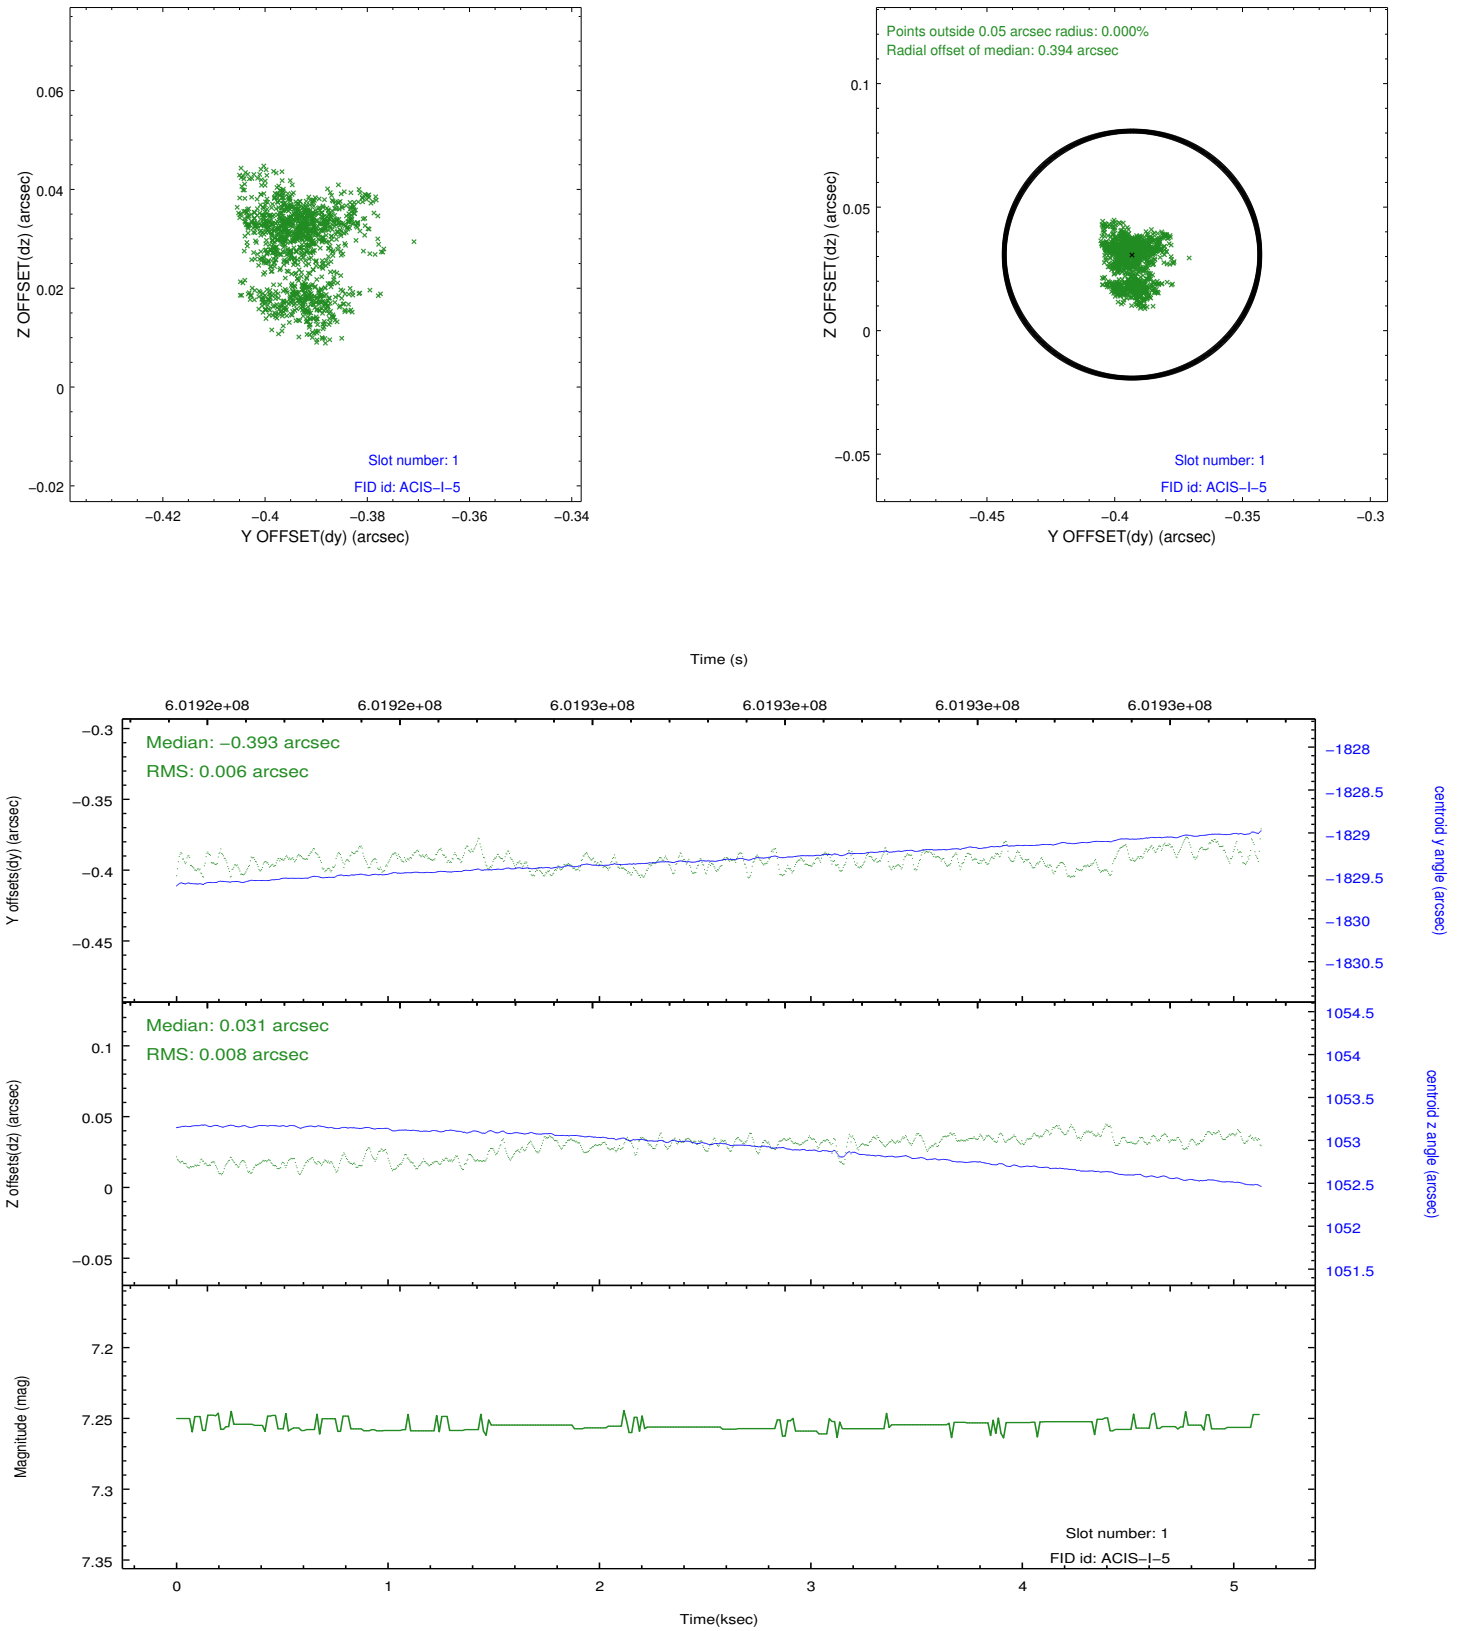 0.06
0.04
0.02
0
−0.02
Z OFFSET(dz) (arcsec)
Slot number: 1
FID id: ACIS−I−5
−0.42 −0.4 −0.38 −0.36 −0.34
Y OFFSET(dy) (arcsec)
Points outside 0.05 arcsec radius: 0.000%
Radial offset of median: 0.394 arcsec
0.1
0.05
0
−0.05
Z OFFSET(dz) (arcsec)
Slot number: 1
FID id: ACIS−I−5
−0.45 −0.4 −0.35 −0.3
Y OFFSET(dy) (arcsec)
Time (s)
6.0192e+08 6.0192e+08 6.0193e+08 6.0193e+08 6.0193e+08 6.0193e+08
Median: −0.393 arcsec
RMS: 0.006 arcsec
−0.3
−0.35
−0.4
−0.45
Y offsets(dy) (arcsec)
−1828
−1828.5
−1829
−1829.5
−1830
−1830.5
centroid y angle (arcsec)
Median: 0.031 arcsec
RMS: 0.008 arcsec
0.1
0.05
0
−0.05
Z offsets(dz) (arcsec)
1054.5
1054
1053.5
1053
1052.5
1052
1051.5
centroid z angle (arcsec)
7.2
7.25
7.3
7.35
Magnitude (mag)
Slot number: 1
FID id: ACIS−I−5
0 1 2 3 4 5
Time(ksec)